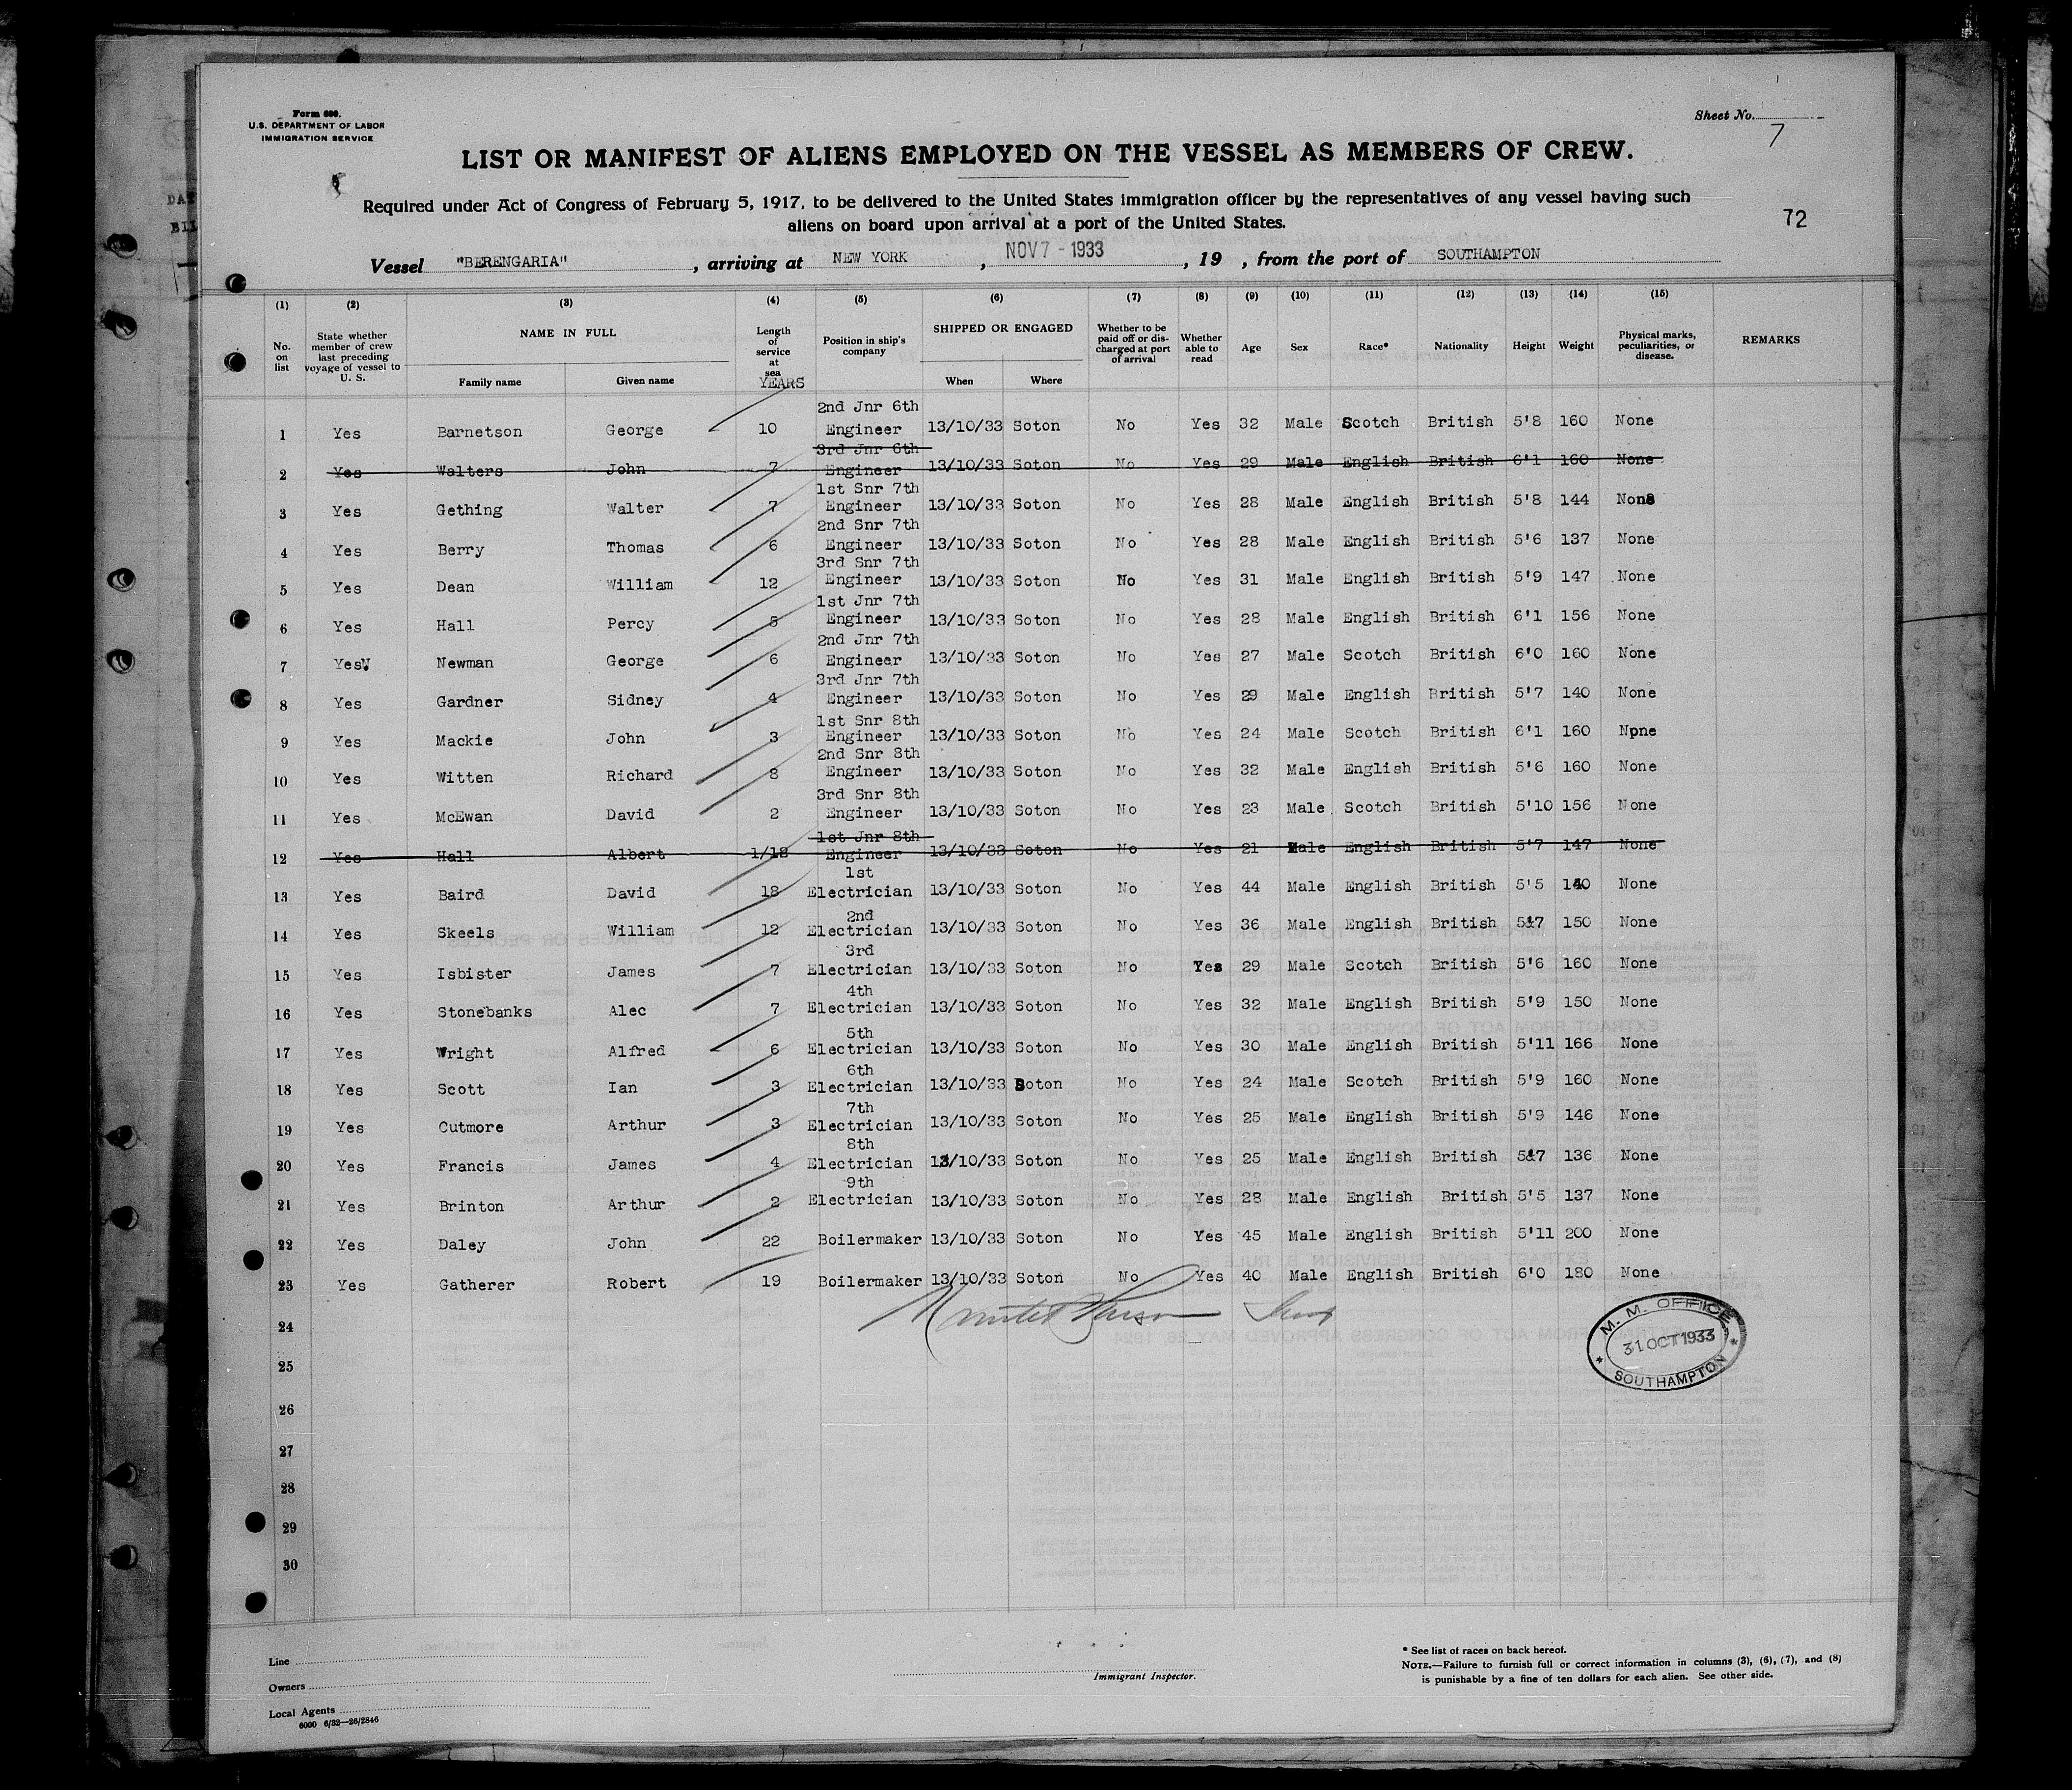 Form 680.
U.S. DEPARTMENT OF LABOR
IMMIGRATION SERVICE
Sheet No.
7
LIST OR MANIFEST OF ALIENS EMPLOYED ON THE VESSEL AS MEMBERS OF CREW.
Required under Act of Congress of February 5, 1917, to be delivered to the United States immigration officer by the representatives of any vessel having such
aliens on board upon arrival at a port of the United States.
72
Vessel "BERENGARIA" , arriving at NEW YORK , NOV 7 - 1933 , 19 , from the port of SOUTHAMPTON
(1) (2) (3) (4) (5) (6) (7) (8) (9) (10) (11) (12) (13) (14) (15)
No. on list State whether member of crew last preceding voyage of vessel to U. S. NAME IN FULL Family name Given name Length of service at sea YEARS Position in ship's company SHIPPED OR ENGAGED When Where Whether to be paid off or discharged at port of arrival Whether able to read Age Sex Race* Nationality Height Weight Physical marks, peculiarities, or disease. REMARKS
1 Yes Barnetson George 10 2nd Jnr 6th Engineer 13/10/33 Soton No Yes 32 Male Scotch British 5'8 160 None
2 Yes Walters John 7 3rd Jnr 6th Engineer 13/10/33 Soton No Yes 29 Male English British 6'1 160 None
3 Yes Gething Walter 7 1st Snr 7th Engineer 13/10/33 Soton No Yes 28 Male English British 5'8 144 None
4 Yes Berry Thomas 6 2nd Snr 7th Engineer 13/10/33 Soton No Yes 28 Male English British 5'6 137 None
5 Yes Dean William 12 3rd Snr 7th Engineer 13/10/33 Soton No Yes 31 Male English British 5'9 147 None
6 Yes Hall Percy 5 1st Jnr 7th Engineer 13/10/33 Soton No Yes 28 Male English British 6'1 156 None
7 Yes Newman George 6 2nd Jnr 7th Engineer 13/10/33 Soton No Yes 27 Male Scotch British 6'0 160 None
8 Yes Gardner Sidney 4 3rd Jnr 7th Engineer 13/10/33 Soton No Yes 29 Male English British 5'7 140 None
9 Yes Mackie John 3 1st Snr 8th Engineer 13/10/33 Soton No Yes 24 Male Scotch British 6'1 160 Npne
10 Yes Witten Richard 8 2nd Snr 8th Engineer 13/10/33 Soton No Yes 32 Male English British 5'6 160 None
11 Yes McEwan David 2 3rd Snr 8th Engineer 13/10/33 Soton No Yes 23 Male Scotch British 5'10 156 None
12 Yes Hall Albert 1/12 1st Jnr 8th Engineer 13/10/33 Soton No Yes 21 Male English British 5'7 147 None
13 Yes Baird David 18 1st Electrician 13/10/33 Soton No Yes 44 Male English British 5'5 140 None
14 Yes Skeels William 12 2nd Electrician 13/10/33 Soton No Yes 36 Male English British 5'7 150 None
15 Yes Isbister James 7 3rd Electrician 13/10/33 Soton No Yes 29 Male Scotch British 5'6 160 None
16 Yes Stonebanks Alec 7 4th Electrician 13/10/33 Soton No Yes 32 Male English British 5'9 150 None
17 Yes Wright Alfred 6 5th Electrician 13/10/33 Soton No Yes 30 Male English British 5'11 166 None
18 Yes Scott Ian 3 6th Electrician 13/10/33 Soton No Yes 24 Male Scotch British 5'9 160 None
19 Yes Cutmore Arthur 3 7th Electrician 13/10/33 Soton No Yes 25 Male English British 5'9 146 None
20 Yes Francis James 4 8th Electrician 13/10/33 Soton No Yes 25 Male English British 5'7 136 None
21 Yes Brinton Arthur 2 9th Electrician 13/10/33 Soton No Yes 28 Male English British 5'5 137 None
22 Yes Daley John 22 Boilermaker 13/10/33 Soton No Yes 45 Male English British 5'11 200 None
23 Yes Gatherer Robert 19 Boilermaker 13/10/33 Soton No Yes 40 Male English British 6'0 180 None
24
25
26
27
28
29
30
M. M. OFFICE
31 OCT 1933
* SOUTHAMPTON *
Line
Owners
Local Agents
6000 6/32—26/2846
Immigrant Inspector.
* See list of races on back hereof.
NOTE.—Failure to furnish full or correct information in columns (3), (6), (7), and (8)
is punishable by a fine of ten dollars for each alien. See other side.